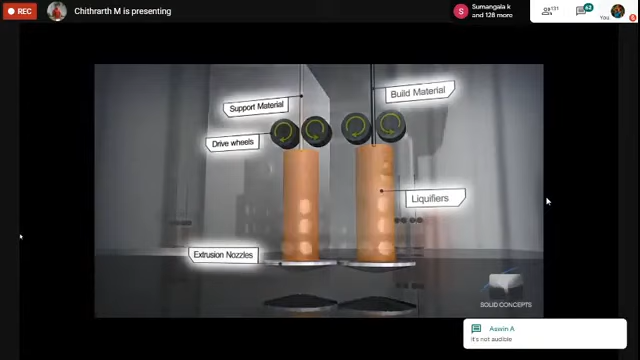 REC
Chithrarth M is presenting
S
Sumangala k
and 128 more
131
62
You
Support Material
Build Material
Drive wheels
Liquifiers
Extrusion Nozzles
SOLID CONCEPTS
Aswin A
It's not audible